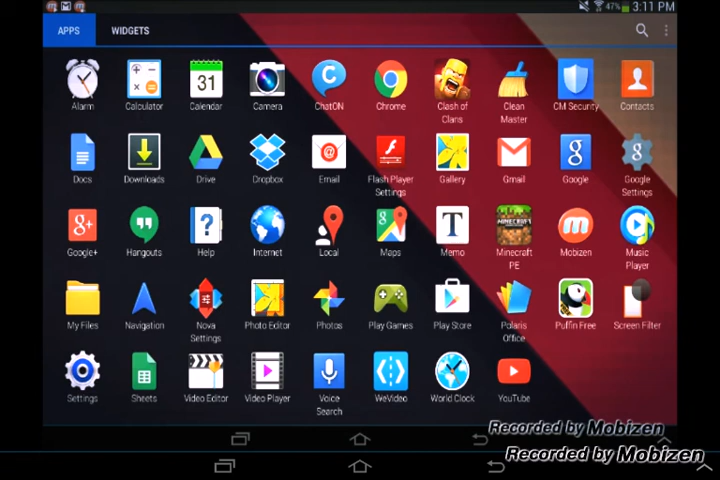 47% 3:11 PM
APPS WIDGETS
31
Alarm Calculator Calendar Camera ChatON Chrome Clash of Clans Clean Master CM Security Contacts
Docs Downloads Drive Dropbox Email Flash Player Settings Gallery Gmail Google Google Settings
Google+ Hangouts Help Internet Local Maps Memo Minecraft PE Mobizen Music Player
My Files Navigation Nova Settings Photo Editor Photos Play Games Play Store Polaris Office Puffin Free Screen Filter
Settings Sheets Video Editor Video Player Voice Search WeVideo World Clock YouTube
Recorded by Mobizen
Recorded by Mobizen